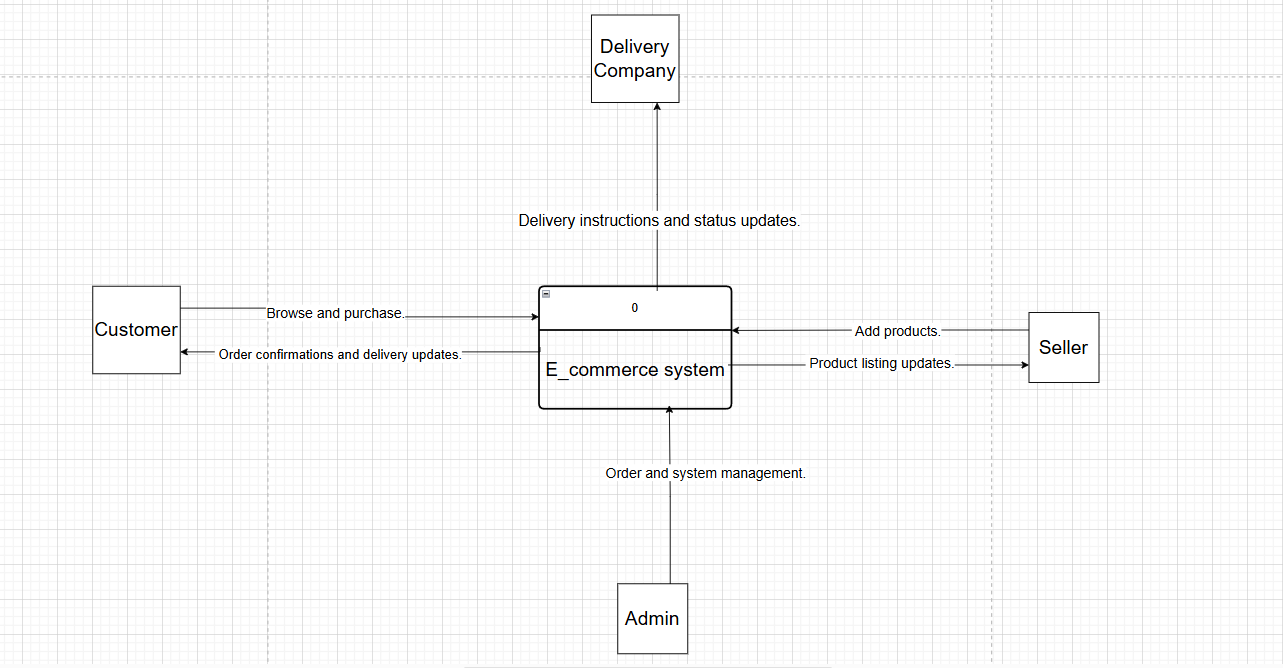 Delivery
Company
Delivery instructions and status updates.
Customer
Browse and purchase.
Order confirmations and delivery updates.
0
E_commerce system
Add products.
Product listing updates.
Seller
Order and system management.
Admin